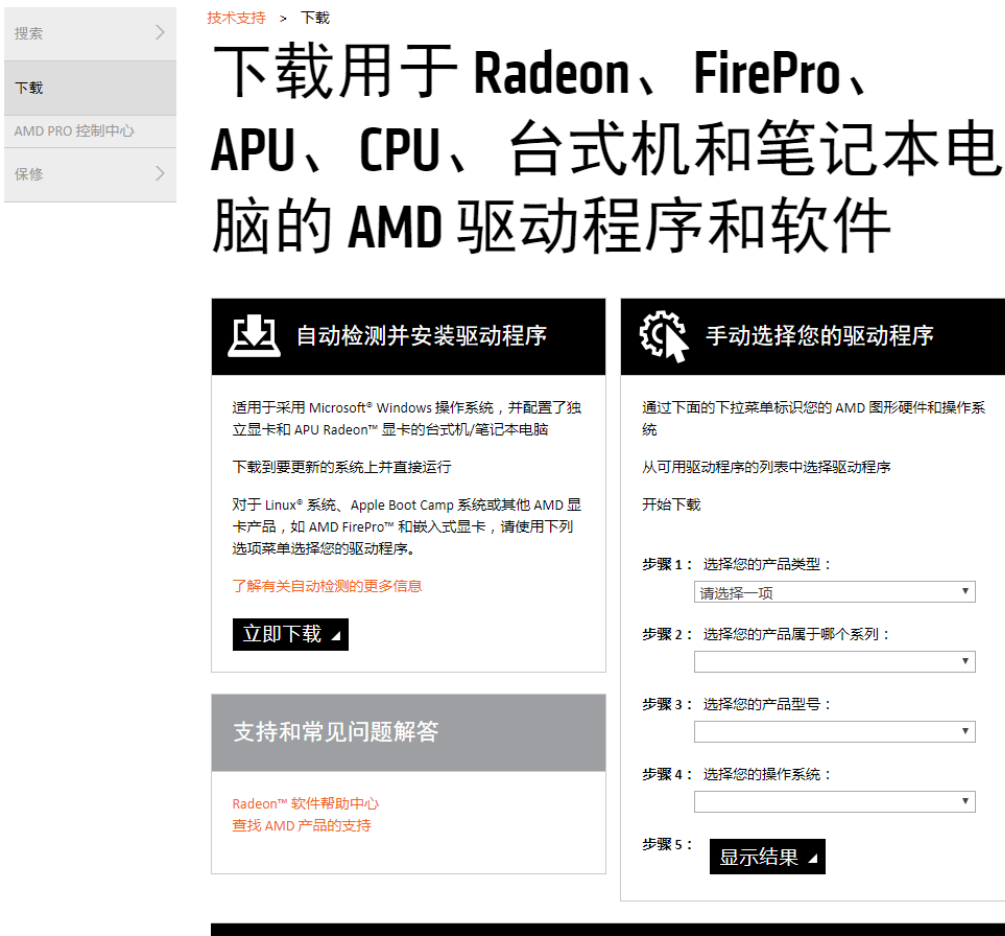 搜索
下载
AMD PRO 控制中心
保修
技术支持 > 下载
下载用于 Radeon、FirePro、
APU、CPU、台式机和笔记本电
脑的 AMD 驱动程序和软件
自动检测并安装驱动程序
适用于采用 Microsoft® Windows 操作系统，并配置了独
立显卡和 APU Radeon™ 显卡的台式机/笔记本电脑
下载到要更新的系统上并直接运行
对于 Linux® 系统、Apple Boot Camp 系统或其他 AMD 显
卡产品，如 AMD FirePro™ 和嵌入式显卡，请使用下列
选项菜单选择您的驱动程序。
了解有关自动检测的更多信息
立即下载
支持和常见问题解答
Radeon™ 软件帮助中心
查找 AMD 产品的支持
手动选择您的驱动程序
通过下面的下拉菜单标识您的 AMD 图形硬件和操作系
统
从可用驱动程序的列表中选择驱动程序
开始下载
步骤 1： 选择您的产品类型：
请选择一项
步骤 2： 选择您的产品属于哪个系列：
步骤 3： 选择您的产品型号：
步骤 4： 选择您的操作系统：
步骤 5： 显示结果